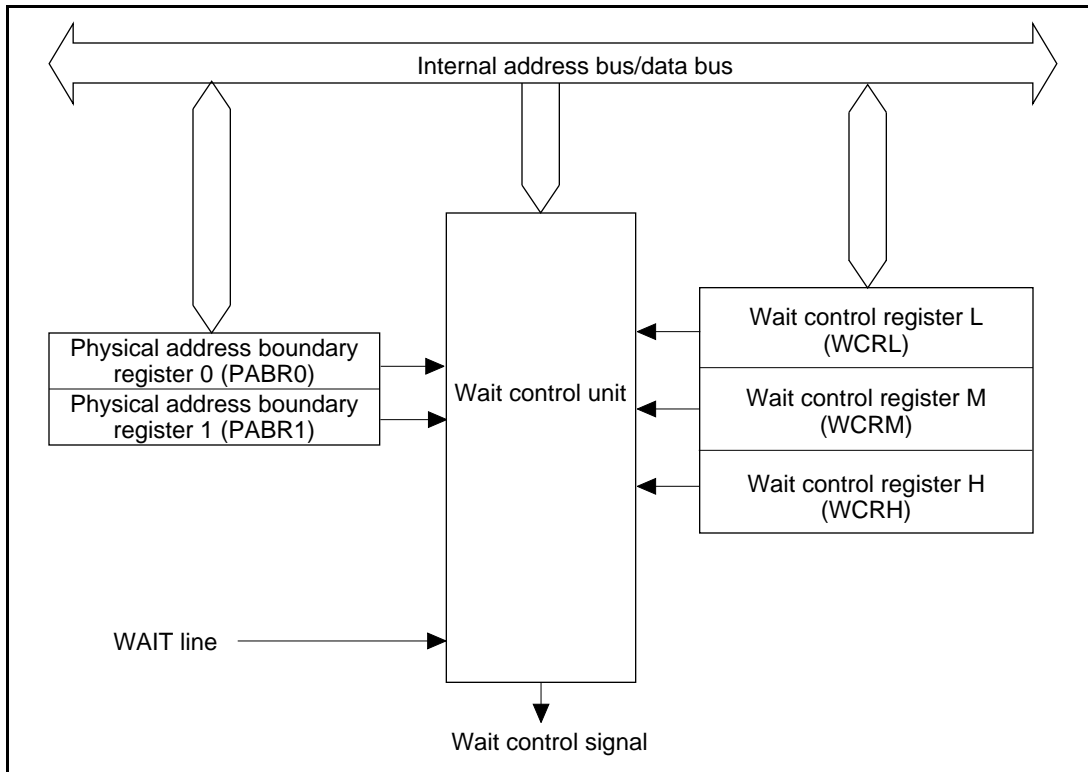 Internal address bus/data bus
Physical address boundary
register 0 (PABR0)
Physical address boundary
register 1 (PABR1)
Wait control unit
Wait control register L
(WCRL)
Wait control register M
(WCRM)
Wait control register H
(WCRH)
WAIT line
Wait control signal